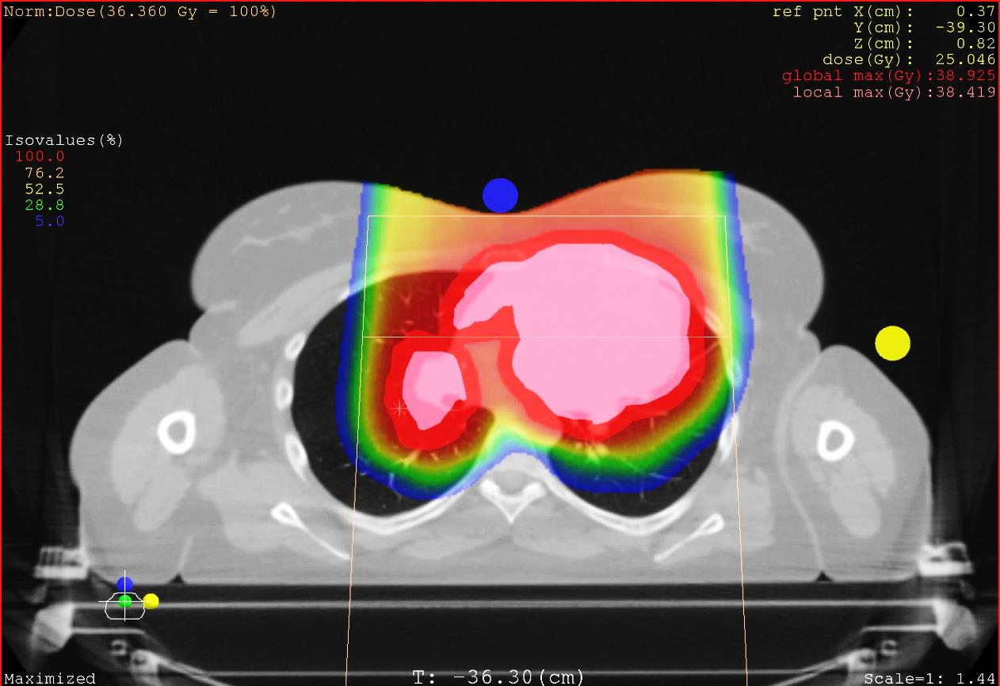 Norm:Dose(36.360 Gy = 100%)
ref pnt X(cm): 0.37
Y(cm): -39.30
Z(cm): 0.82
dose(Gy): 25.046
global max(Gy):38.925
local max(Gy):38.419
Isovalues(%)
100.0
76.2
52.5
28.8
5.0
Maximized
T: -36.30(cm)
Scale=1: 1.44